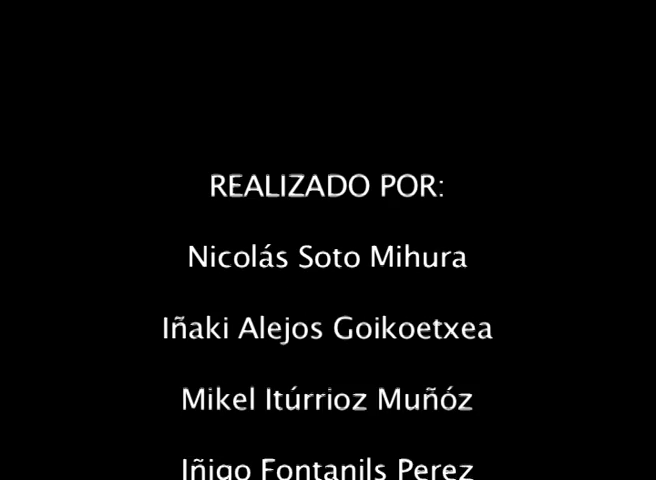 REALIZADO POR:
Nicolás Soto Mihura
Iñaki Alejos Goikoetxea
Mikel Itúrrioz Muñóz
Iñigo Fontanils Perez